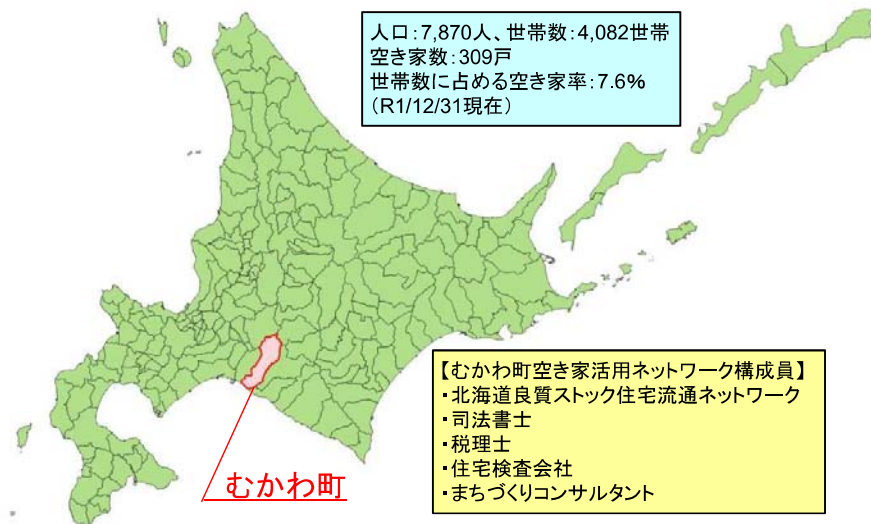 人口:7,870人、世帯数:4,082世帯
空き家数:309戸
世帯数に占める空き家率:7.6%
(R1/12/31現在)
【むかわ町空き家活用ネットワーク構成員】
・北海道良質ストック住宅流通ネットワーク
・司法書士
・税理士
・住宅検査会社
・まちづくりコンサルタント
むかわ町